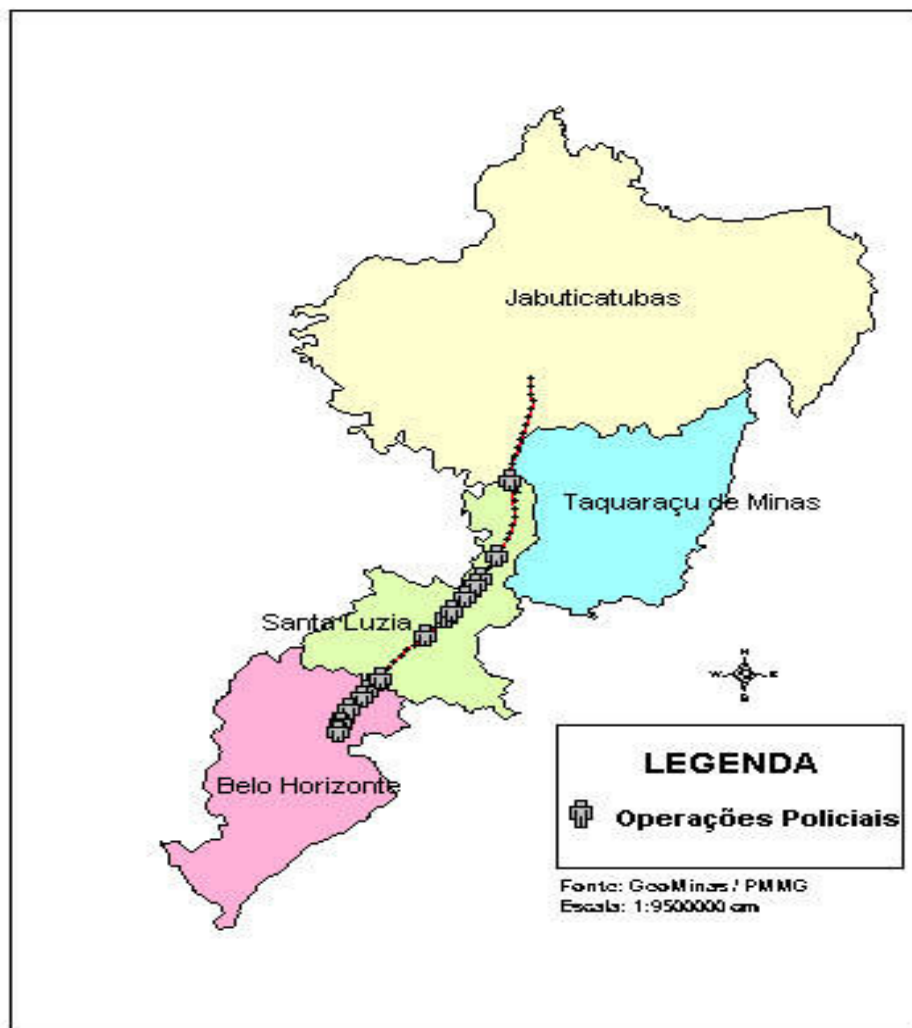 Jabuticatubas
Taquaraçu de Minas
Santa Luzia
N
W E
S
Belo Horizonte
LEGENDA
Operações Policiais
Fonte: GeoMinas / PMMG
Escala: 1:9500000 cm